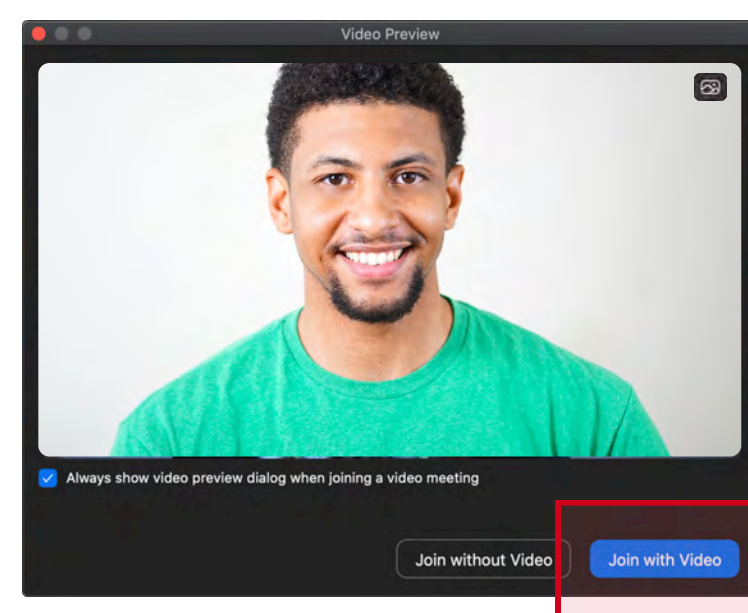 Video Preview
Always show video preview dialog when joining a video meeting
Join without Video
Join with Video